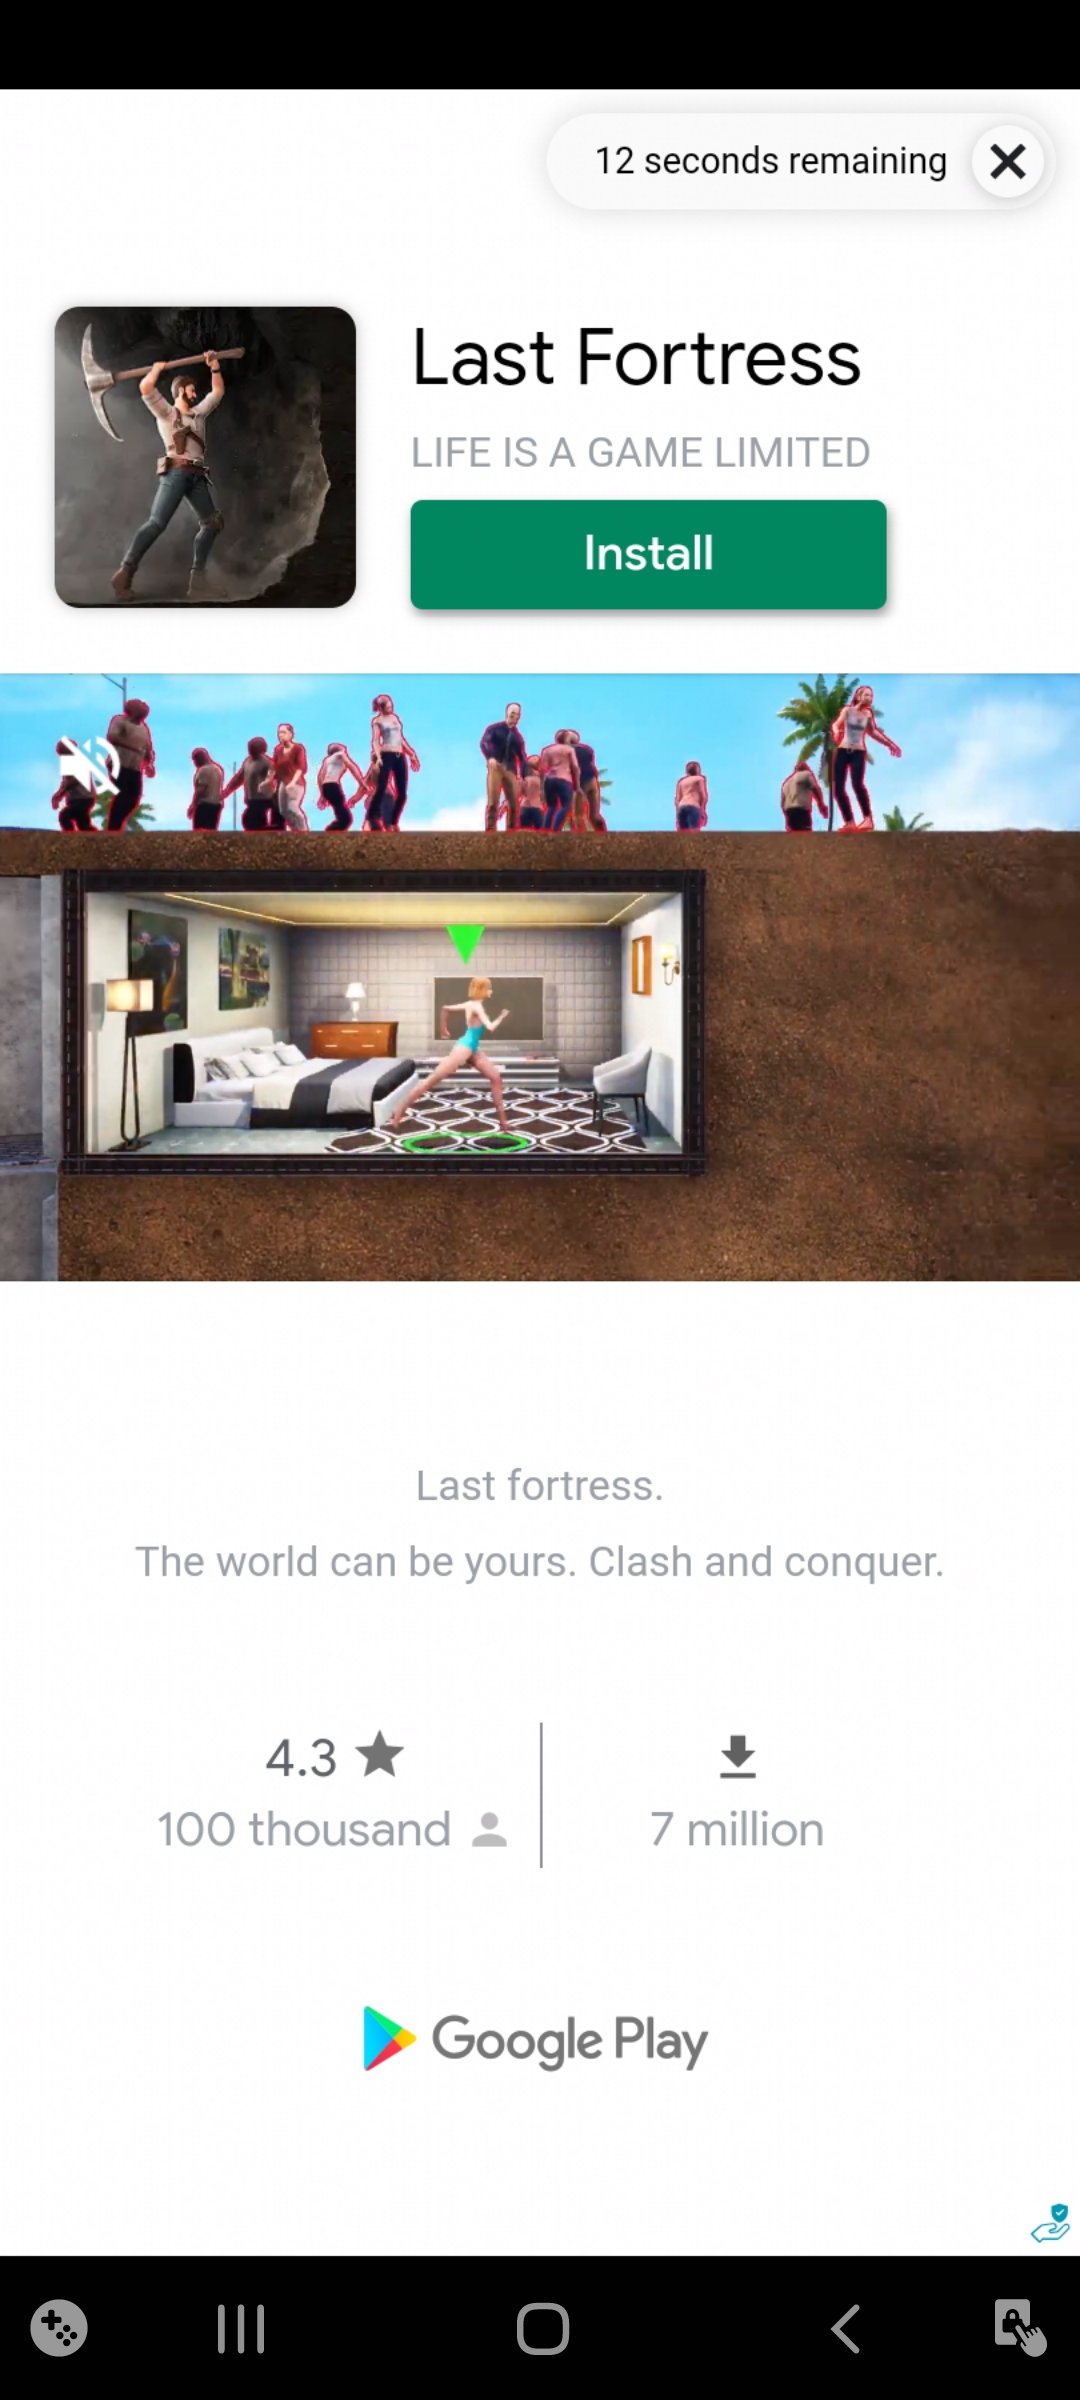 12 seconds remaining
Last Fortress
LIFE IS A GAME LIMITED
Install
Last fortress.
The world can be yours. Clash and conquer.
4.3
100 thousand
7 million
Google Play